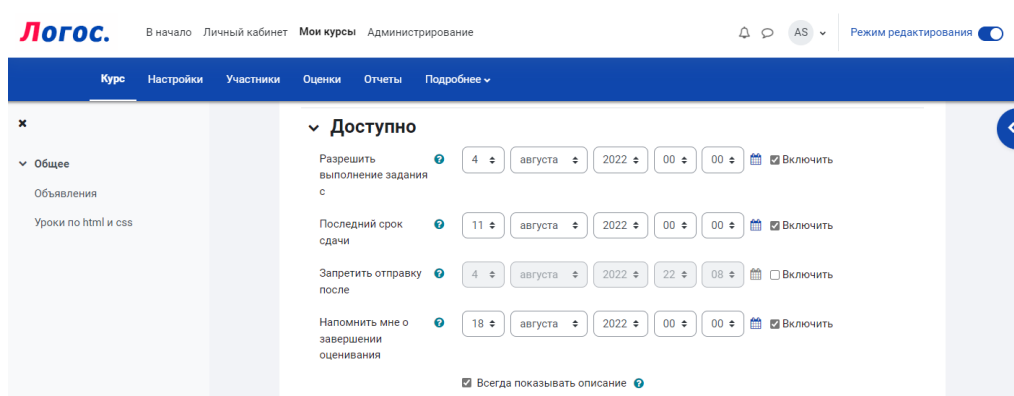 Логос.
В начало Личный кабинет Мои курсы Администрирование
AS
Режим редактирования
Курс Настройки Участники Оценки Отчеты Подробнее
Общее
Объявления
Уроки по html и css
Доступно
Разрешить
выполнение задания
с
4 августа 2022 00 00 Включить
Последний срок
сдачи
11 августа 2022 00 00 Включить
Запретить отправку
после
4 августа 2022 22 08 Включить
Напомнить мне о
завершении
оценивания
18 августа 2022 00 00 Включить
Всегда показывать описание